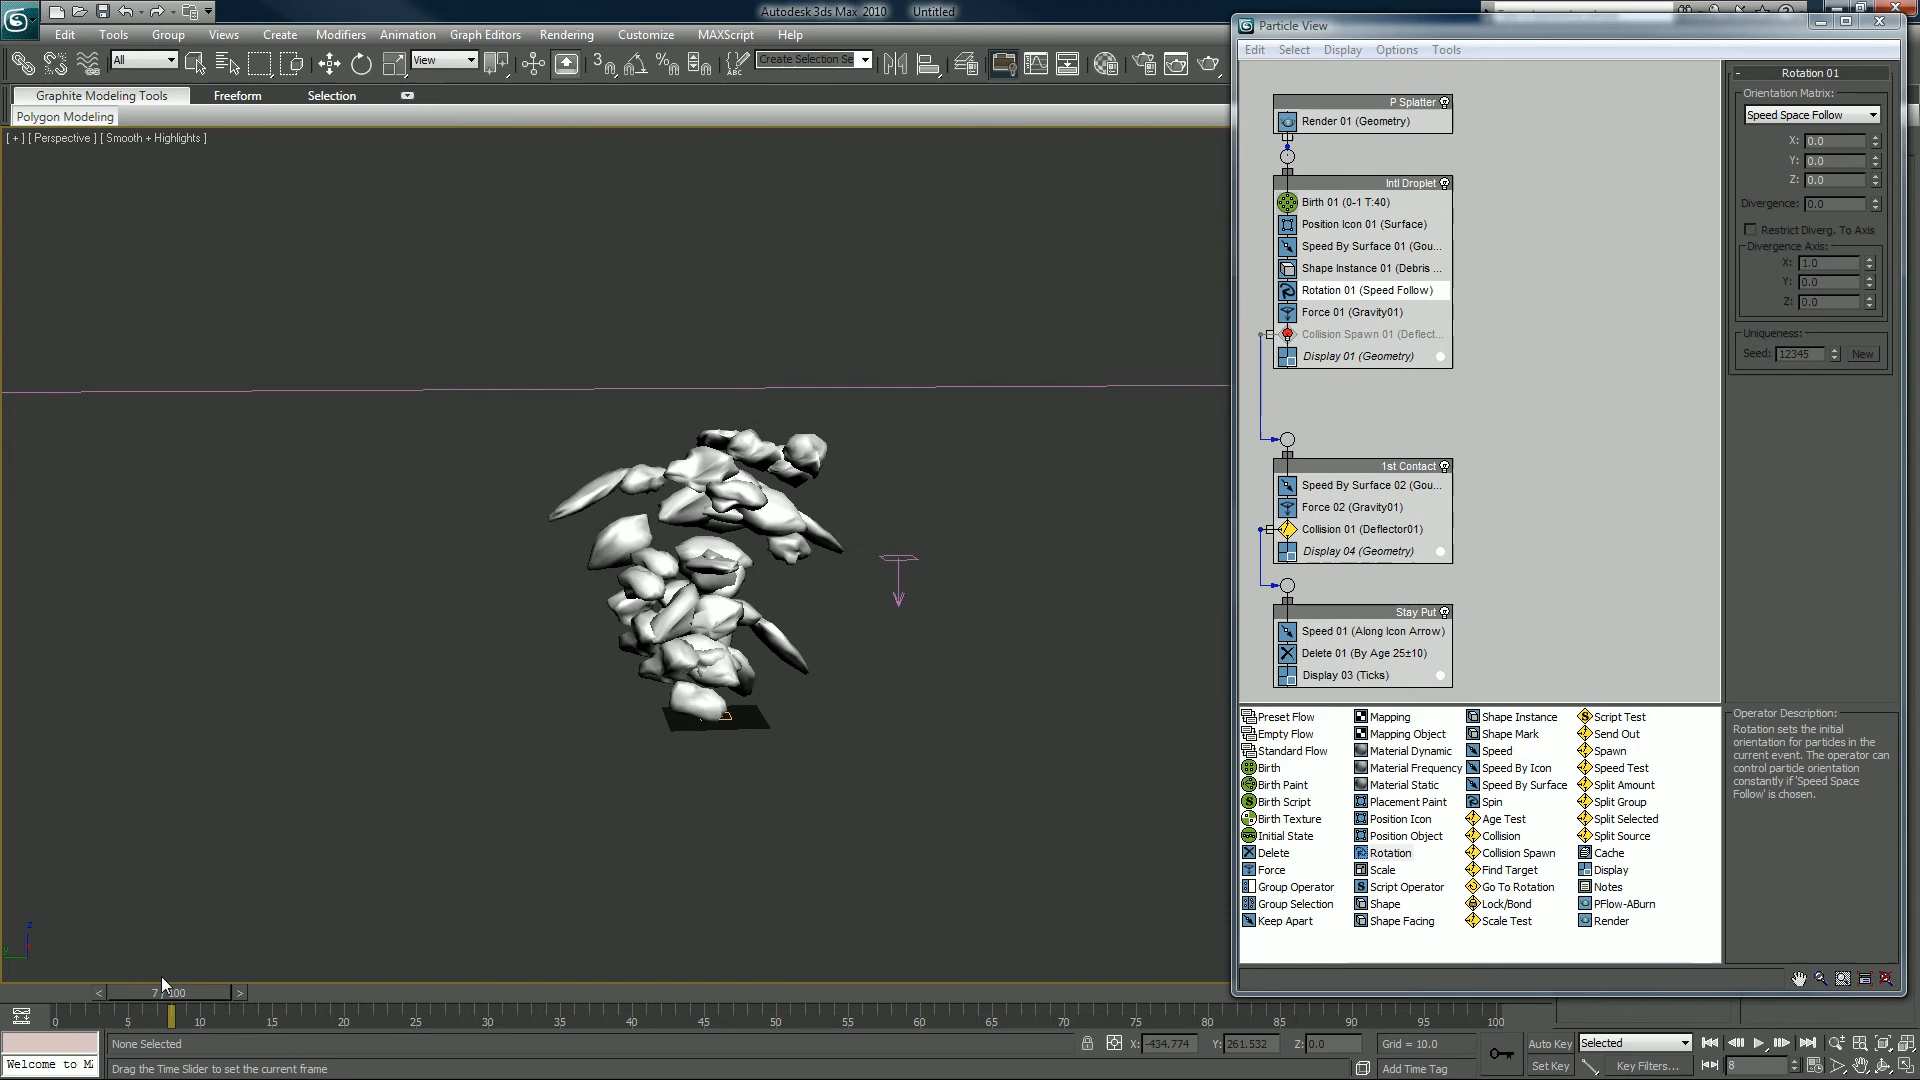 Autodesk 3ds Max 2010 Untitled
Edit Tools Group Views Create Modifiers Animation Graph Editors Rendering Customize MAXScript Help
All
View
3
Create Selection Se
Graphite Modeling Tools Freeform Selection
Polygon Modeling
[ + ] [ Perspective ] [ Smooth + Highlights ]
Particle View
Edit Select Display Options Tools
P Splatter
Render 01 (Geometry)
Intl Droplet
Birth 01 (0-1 T:40)
Position Icon 01 (Surface)
Speed By Surface 01 (Gou...
Shape Instance 01 (Debris ...
Rotation 01 (Speed Follow)
Force 01 (Gravity01)
Collision Spawn 01 (Deflect...
Display 01 (Geometry)
1st Contact
Speed By Surface 02 (Gou...
Force 02 (Gravity01)
Collision 01 (Deflector01)
Display 04 (Geometry)
Stay Put
Speed 01 (Along Icon Arrow)
Delete 01 (By Age 25±10)
Display 03 (Ticks)
- Rotation 01
Orientation Matrix:
Speed Space Follow
X: 0.0
Y: 0.0
Z: 0.0
Divergence: 0.0
Restrict Diverg. To Axis
Divergence Axis:
X: 1.0
Y: 0.0
Z: 0.0
Uniqueness:
Seed: 12345 New
Preset Flow Mapping Shape Instance Script Test
Empty Flow Mapping Object Shape Mark Send Out
Standard Flow Material Dynamic Speed Spawn
Birth Material Frequency Speed By Icon Speed Test
Birth Paint Material Static Speed By Surface Split Amount
Birth Script Placement Paint Spin Split Group
Birth Texture Position Icon Age Test Split Selected
Initial State Position Object Collision Split Source
Delete Rotation Collision Spawn Cache
Force Scale Find Target Display
Group Operator Script Operator Go To Rotation Notes
Group Selection Shape Lock/Bond PFlow-ABurn
Keep Apart Shape Facing Scale Test Render
Operator Description:
Rotation sets the initial
orientation for particles in the
current event. The operator can
control particle orientation
constantly if 'Speed Space
Follow' is chosen.
z
y
< 7 / 100 >
0 5 10 15 20 25 30 35 40 45 50 55 60 65 70 75 80 85 90 95 100
None Selected X: -434.774 Y: 261.532 Z: 0.0 Grid = 10.0 Auto Key Selected
Welcome to M Drag the Time Slider to set the current frame Add Time Tag Set Key Key Filters... 8